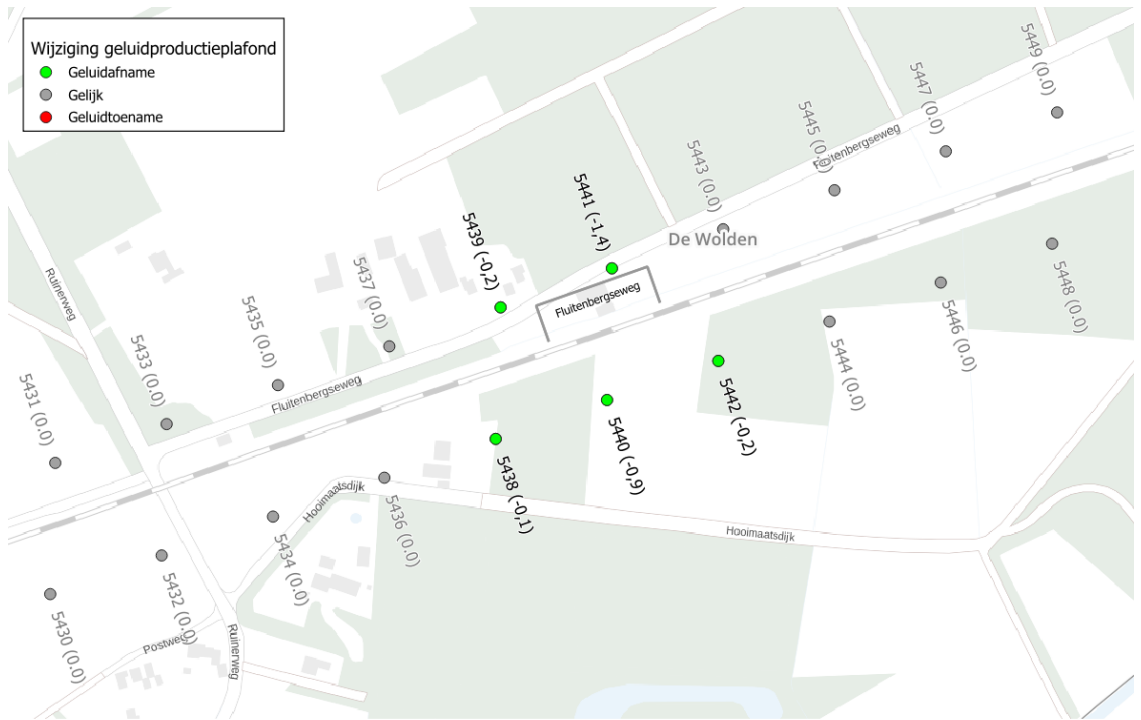 Wijziging geluidproductieplafond
Geluidafname
Gelijk
Geluidtoename
5449 (0.0)
5447 (0.0)
5445 (0.0)
Fluitenbergseweg
5443 (0.0)
De Wolden
5441 (-1,4)
5439 (-0,2)
Fluitenbergseweg
5437 (0.0)
5435 (0.0)
5433 (0.0)
5431 (0.0)
Ruinerweg
Fluitenbergseweg
5448 (0.0)
5446 (0.0)
5444 (0.0)
5442 (-0,2)
5440 (-0,9)
5438 (-0,1)
5436 (0.0)
5434 (0.0)
5432 (0.0)
5430 (0.0)
Hooimaatsdijk
Hooimaatsdijk
Postweg
Ruinerweg